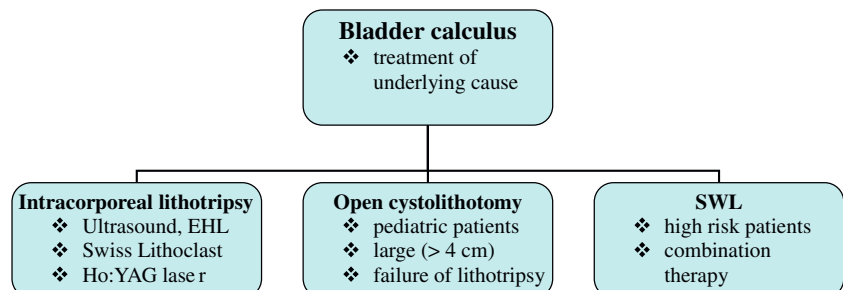 Bladder calculus
❖ treatment of
underlying cause
Intracorporeal lithotripsy
❖ Ultrasound, EHL
❖ Swiss Lithoclast
❖ Ho:YAG laser
Open cystolithotomy
❖ pediatric patients
❖ large (> 4 cm)
❖ failure of lithotripsy
SWL
❖ high risk patients
❖ combination
therapy